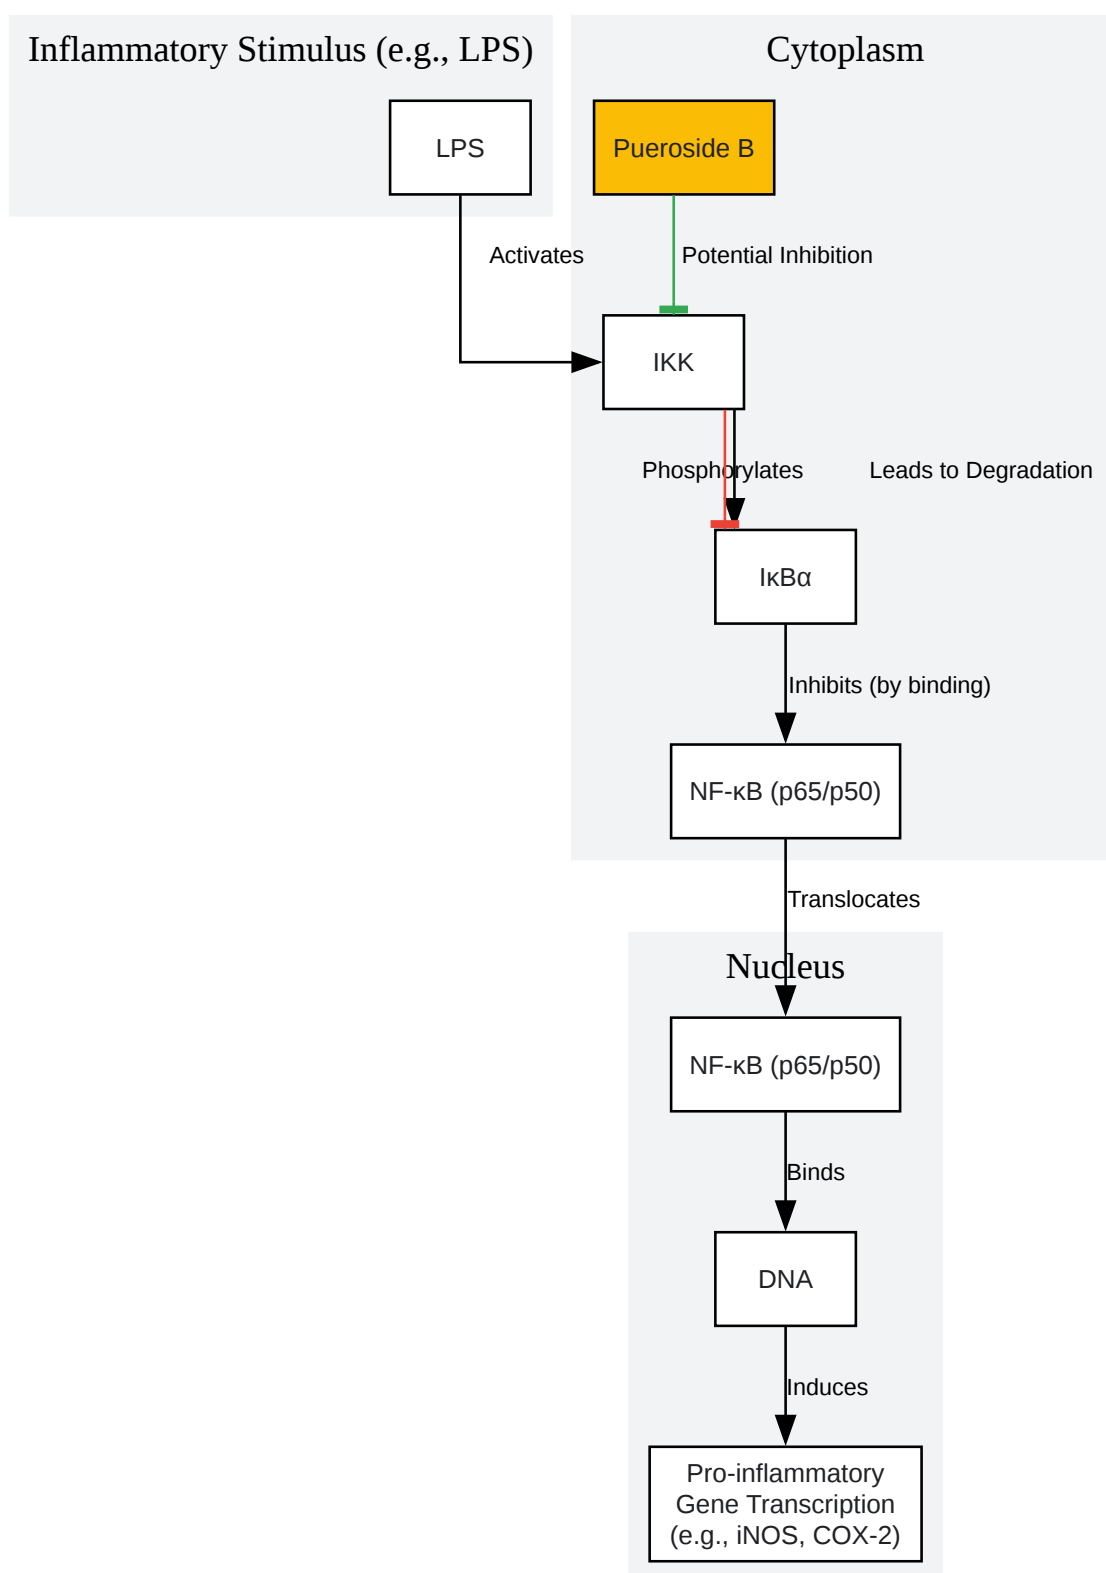 Inflammatory Stimulus (e.g., LPS)
Cytoplasm
LPS
Pueroside B
Activates
Potential Inhibition
IKK
Phosphorylates
Leads to Degradation
IκBα
Inhibits (by binding)
NF-κB (p65/p50)
Translocates
Nucleus
NF-κB (p65/p50)
Binds
DNA
Induces
Pro-inflammatory
Gene Transcription
(e.g., iNOS, COX-2)